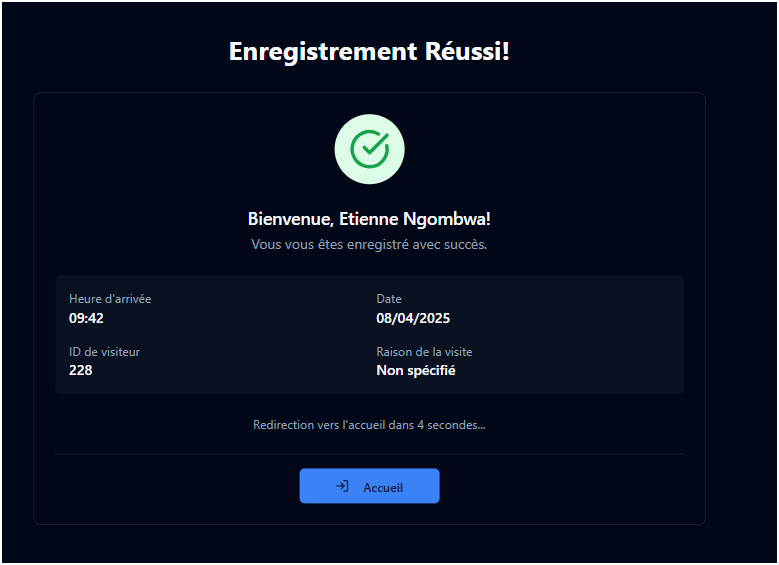 Enregistrement Réussi!
Bienvenue, Etienne Ngombwa!
Vous vous êtes enregistré avec succès.
Heure d'arrivée
09:42
Date
08/04/2025
ID de visiteur
228
Raison de la visite
Non spécifié
Redirection vers l'accueil dans 4 secondes...
Accueil